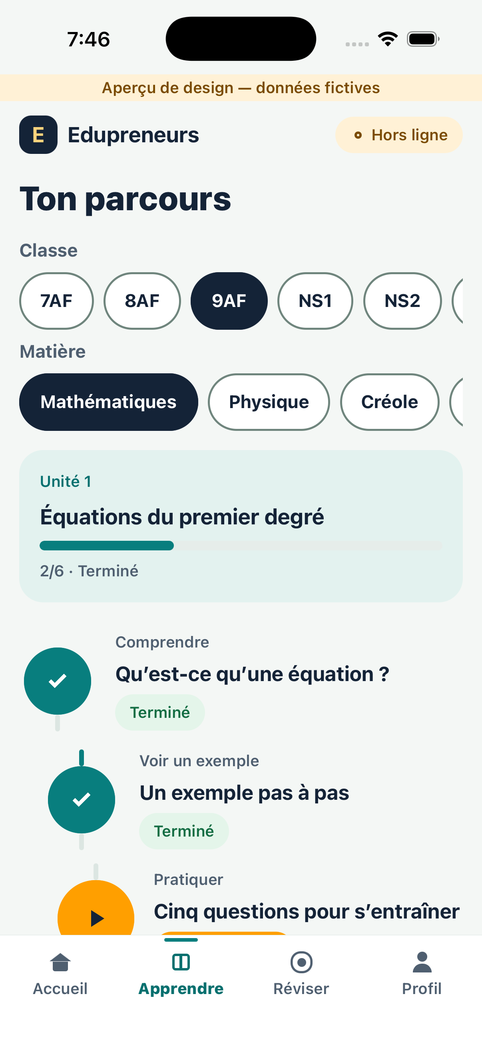 7:46
Aperçu de design — données fictives
E Edupreneurs
Hors ligne
Ton parcours
Classe
7AF 8AF 9AF NS1 NS2
Matière
Mathématiques Physique Créole
Unité 1
Équations du premier degré
2/6 · Terminé
Comprendre
Qu’est-ce qu’une équation ?
Terminé
Voir un exemple
Un exemple pas à pas
Terminé
Pratiquer
Cinq questions pour s’entraîner
Accueil Apprendre Réviser Profil